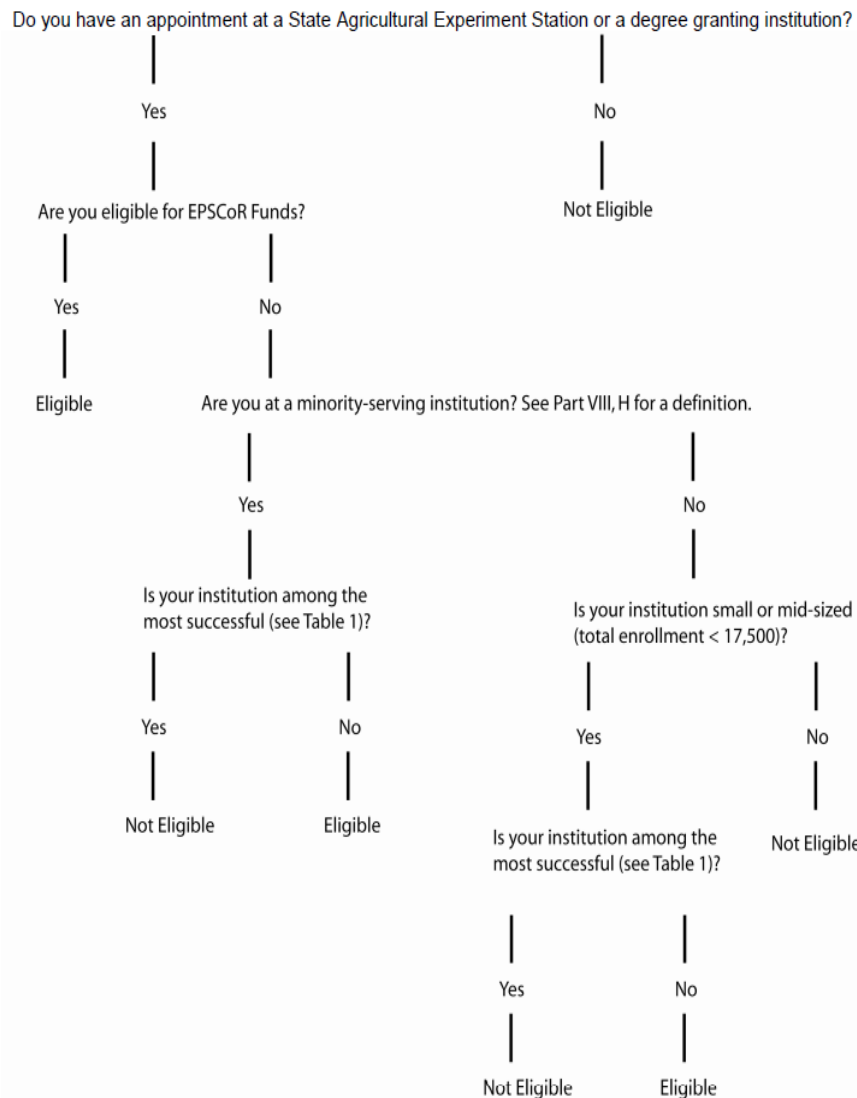 Do you have an appointment at a State Agricultural Experiment Station or a degree granting institution?
Yes
No
Are you eligible for EPSCoR Funds?
Not Eligible
Yes
No
Eligible
Are you at a minority-serving institution? See Part VIII, H for a definition.
Yes
No
Is your institution among the
most successful (see Table 1)?
Is your institution small or mid-sized
(total enrollment < 17,500)?
Yes
No
Yes
No
Not Eligible
Eligible
Is your institution among the
most successful (see Table 1)?
Not Eligible
Yes
No
Not Eligible
Eligible